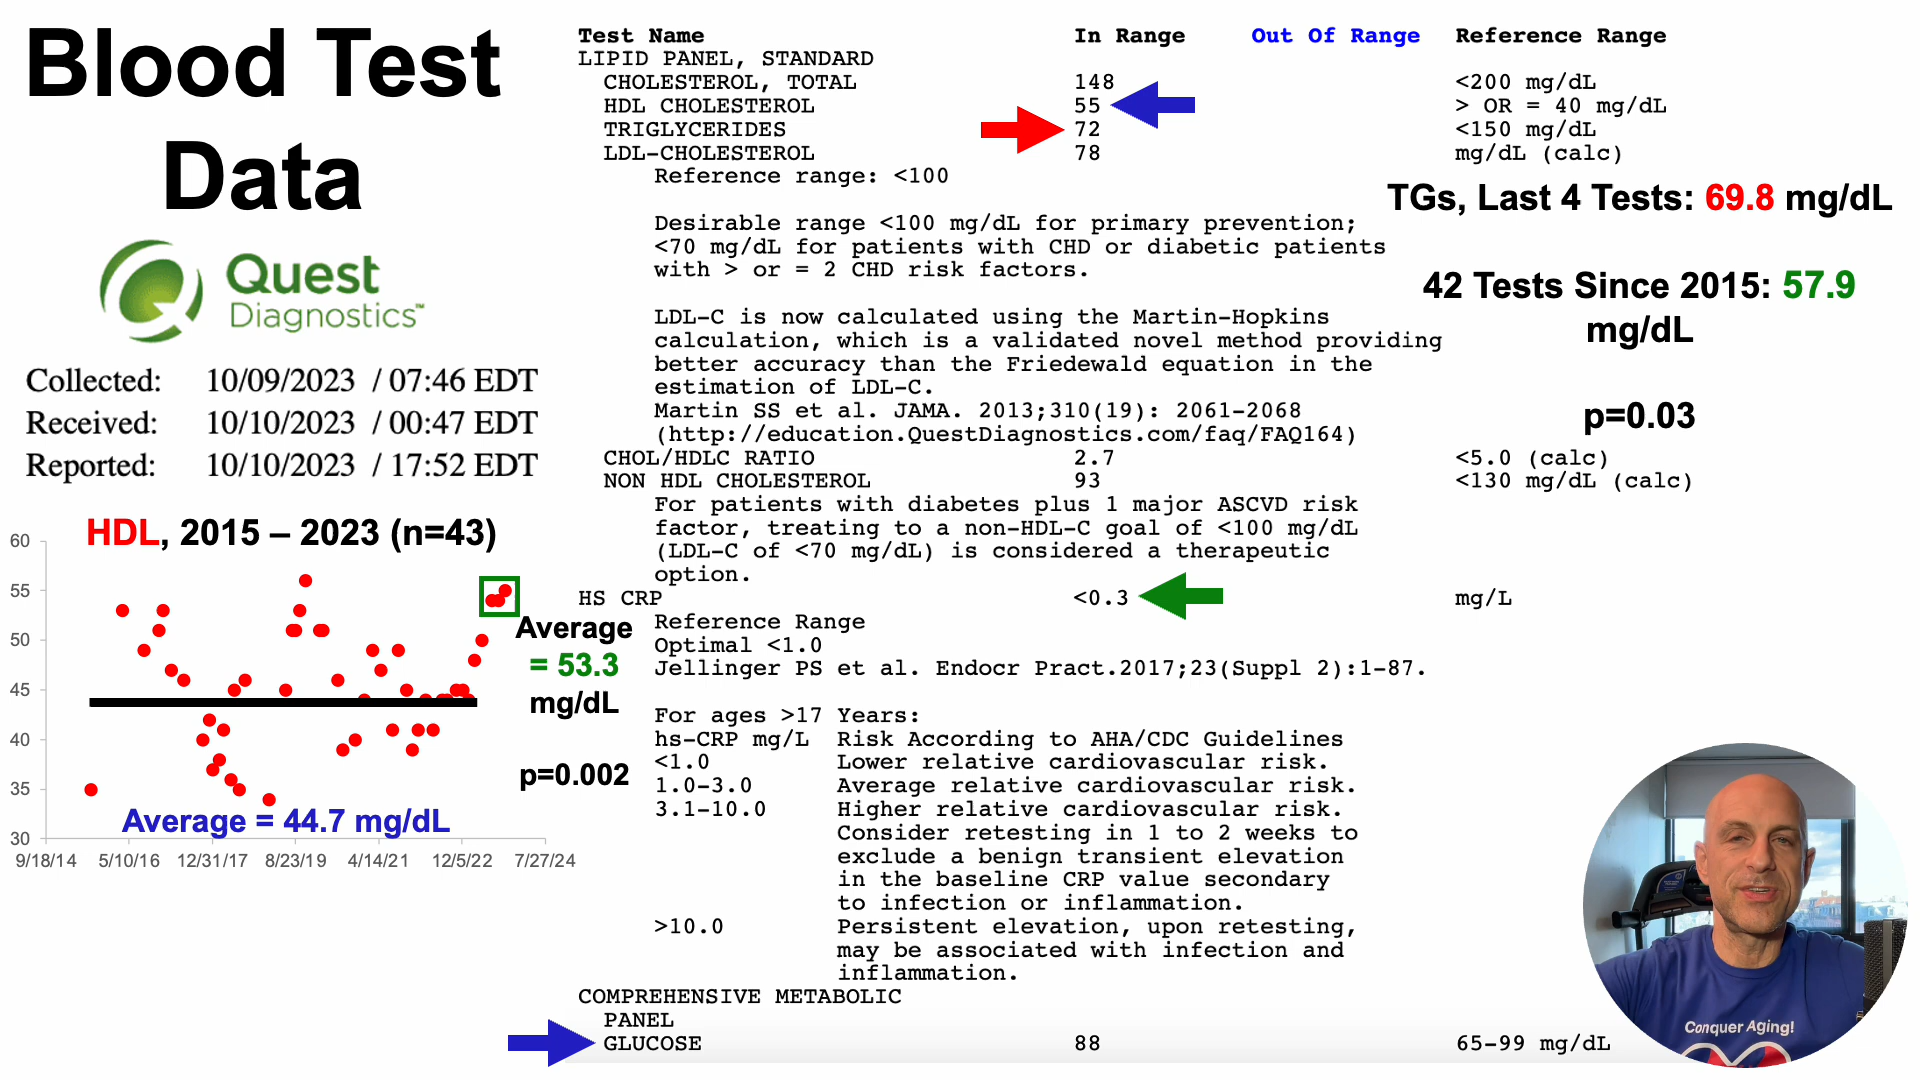 Blood Test
Data
Quest
Diagnostics™
Collected: 10/09/2023 / 07:46 EDT
Received: 10/10/2023 / 00:47 EDT
Reported: 10/10/2023 / 17:52 EDT
HDL, 2015 – 2023 (n=43)
60
55
50
45
40
35
30
9/18/14 5/10/16 12/31/17 8/23/19 4/14/21 12/5/22 7/27/24
Average = 44.7 mg/dL
Average
= 53.3
mg/dL
p=0.002
Test Name In Range Out Of Range Reference Range
LIPID PANEL, STANDARD
CHOLESTEROL, TOTAL 148 <200 mg/dL
HDL CHOLESTEROL 55 > OR = 40 mg/dL
TRIGLYCERIDES 72 <150 mg/dL
LDL-CHOLESTEROL 78 mg/dL (calc)
Reference range: <100
Desirable range <100 mg/dL for primary prevention;
<70 mg/dL for patients with CHD or diabetic patients
with > or = 2 CHD risk factors.
LDL-C is now calculated using the Martin-Hopkins
calculation, which is a validated novel method providing
better accuracy than the Friedewald equation in the
estimation of LDL-C.
Martin SS et al. JAMA. 2013;310(19): 2061-2068
(http://education.QuestDiagnostics.com/faq/FAQ164)
CHOL/HDLC RATIO 2.7 <5.0 (calc)
NON HDL CHOLESTEROL 93 <130 mg/dL (calc)
For patients with diabetes plus 1 major ASCVD risk
factor, treating to a non-HDL-C goal of <100 mg/dL
(LDL-C of <70 mg/dL) is considered a therapeutic
option.
HS CRP <0.3 mg/L
Reference Range
Optimal <1.0
Jellinger PS et al. Endocr Pract.2017;23(Suppl 2):1-87.
For ages >17 Years:
hs-CRP mg/L Risk According to AHA/CDC Guidelines
<1.0 Lower relative cardiovascular risk.
1.0-3.0 Average relative cardiovascular risk.
3.1-10.0 Higher relative cardiovascular risk.
Consider retesting in 1 to 2 weeks to
exclude a benign transient elevation
in the baseline CRP value secondary
to infection or inflammation.
>10.0 Persistent elevation, upon retesting,
may be associated with infection and
inflammation.
COMPREHENSIVE METABOLIC
PANEL
GLUCOSE 88 65-99 mg/dL
TGs, Last 4 Tests: 69.8 mg/dL
42 Tests Since 2015: 57.9
mg/dL
p=0.03
Conquer Aging!